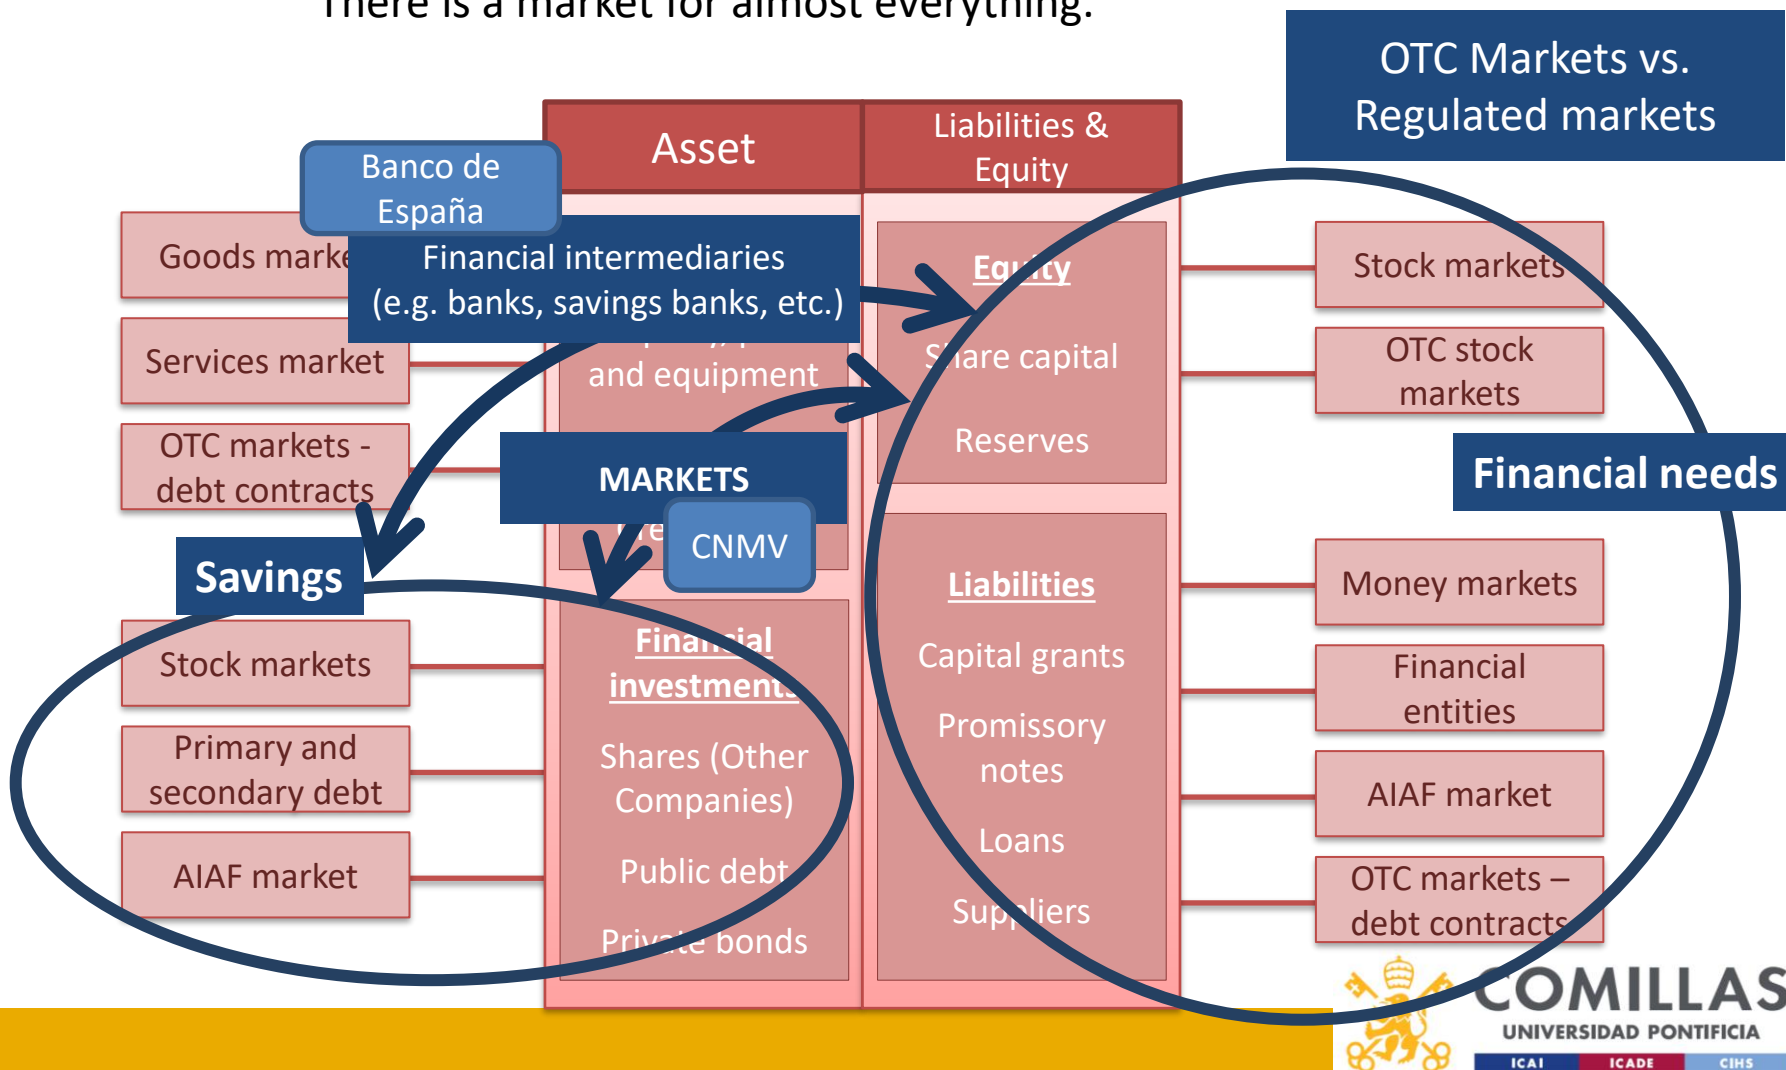 There is a market for almost everything.
OTC Markets vs.
Regulated markets
Asset
Liabilities &
Equity
Banco de
España
Goods
Financial intermediaries
(e.g. banks, savings banks, etc.)
Services market
and equipment
OTC markets -
debt contracts
MARKETS
CNMV
Savings
Stock markets
Primary and
secondary debt
AIAF market
Financial
investments
Shares (Other
Companies)
Public debt
Private bonds
Equity
Share capital
Reserves
Liabilities
Capital grants
Promissory
notes
Loans
Suppliers
Stock markets
OTC stock
markets
Financial needs
Money markets
Financial
entities
AIAF market
OTC markets –
debt contracts
COMILLAS
UNIVERSIDAD PONTIFICIA
ICAI
ICADE
CIHS